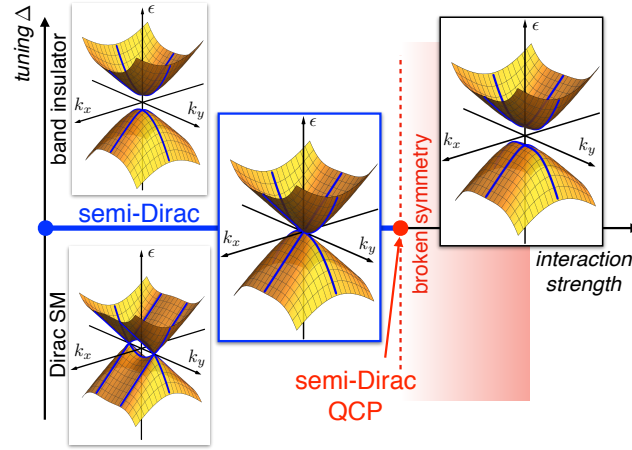 tuning Δ
band insulator
ϵ
k_x
k_y
ϵ
k_x
k_y
semi-Dirac
ϵ
k_x
k_y
broken symmetry
interaction
strength
Dirac SM
ϵ
k_x
k_y
semi-Dirac
QCP